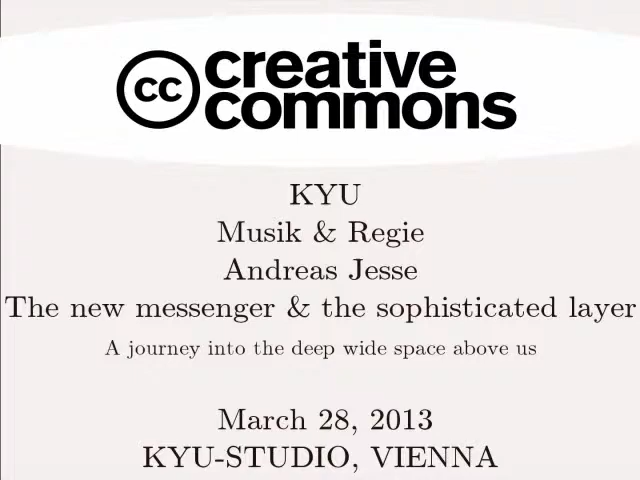 cc creative
commons
KYU
Musik & Regie
Andreas Jesse
The new messenger & the sophisticated layer
A journey into the deep wide space above us
March 28, 2013
KYU-STUDIO, VIENNA